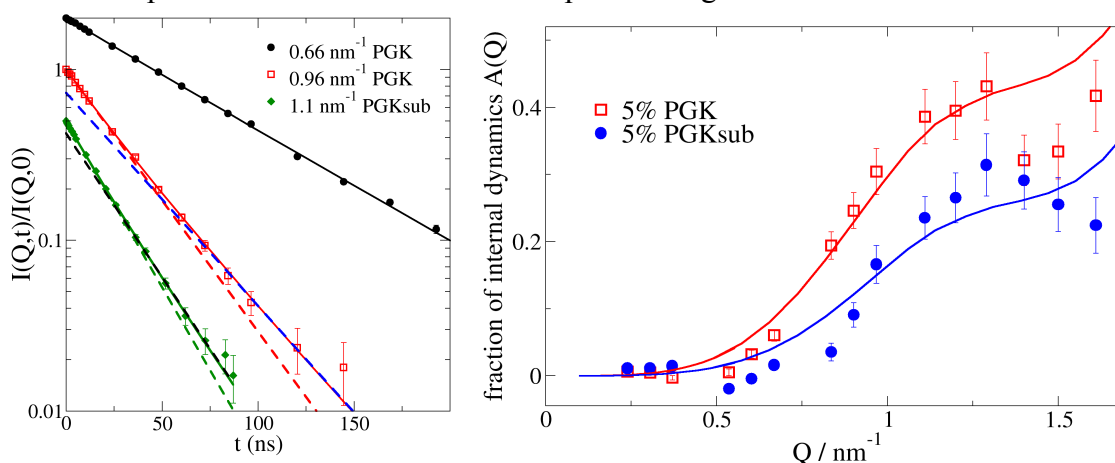 0.66 nm-1 PGK
0.96 nm-1 PGK
1.1 nm-1 PGKsub
I(Q,t)/I(Q,0)
1
0.1
0.01
0
50
100
150
t (ns)
5% PGK
5% PGKsub
fraction of internal dynamics A(Q)
0.4
0.2
0
0
0.5
1
1.5
Q / nm-1